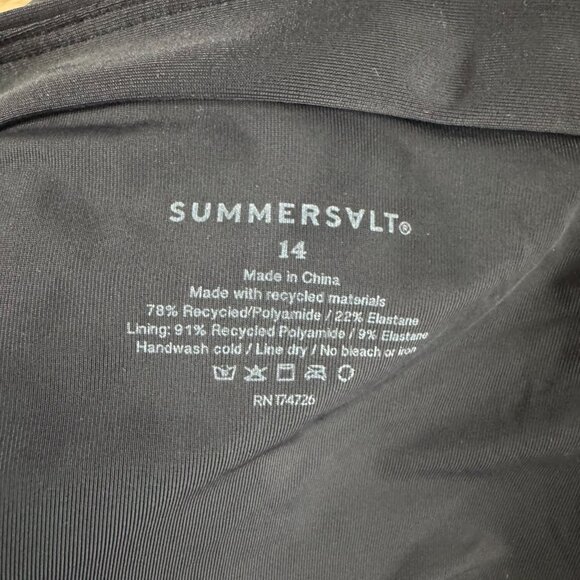 SUMMERSALT®
14
Made in China
Made with recycled materials
78% Recycled/Polyamide / 22% Elastane
Lining: 91% Recycled Polyamide / 9% Elastane
Handwash cold / Line dry / No bleach or iron
RN 174726